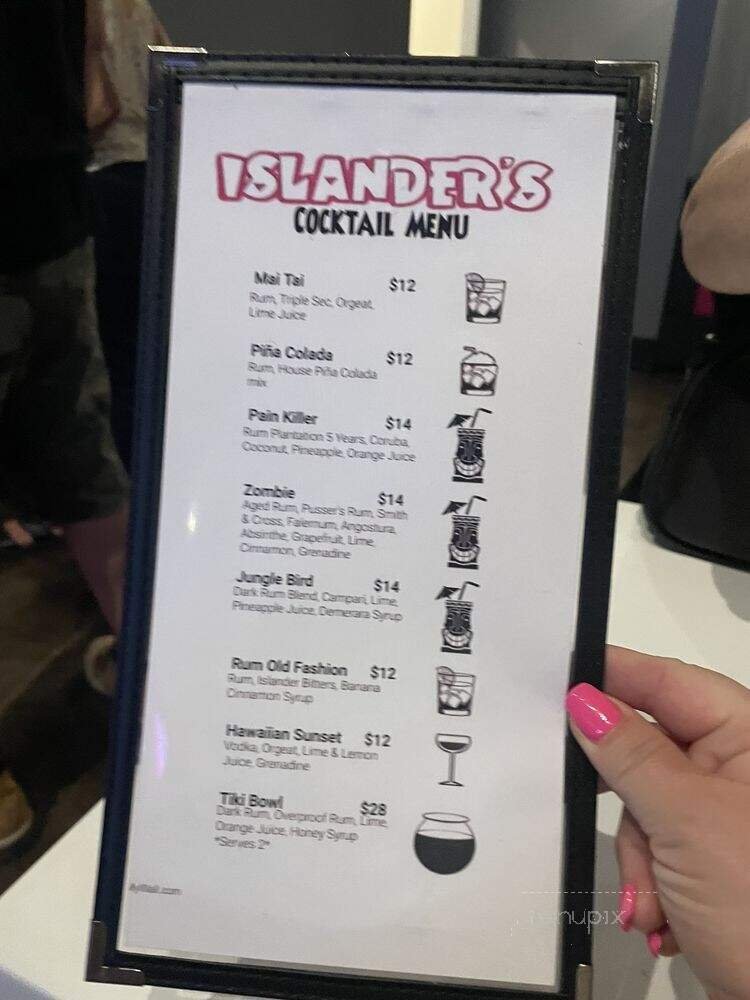 ISLANDER'S
COCKTAIL MENU
Mai Tai $12
Rum, Triple Sec, Orgeat,
Lime Juice
Piña Colada $12
Rum, House Piña Colada
mix
Pain Killer $14
Rum Plantation 5 Years, Coruba,
Coconut, Pineapple, Orange Juice
Zombie $14
Aged Rum, Pusser's Rum, Smith
& Cross, Falernum, Angostura,
Absinthe, Grapefruit, Lime,
Cinnamon, Grenadine
Jungle Bird $14
Dark Rum Blend, Campari, Lime,
Pineapple Juice, Demerara Syrup
Rum Old Fashion $12
Rum, Islander Bitters, Banana
Cinnamon Syrup
Hawaiian Sunset $12
Vodka, Orgeat, Lime & Lemon
Juice, Grenadine
Tiki Bowl $28
Dark Rum, Overproof Rum, Lime,
Orange Juice, Honey Syrup
*Serves 2*
menupix